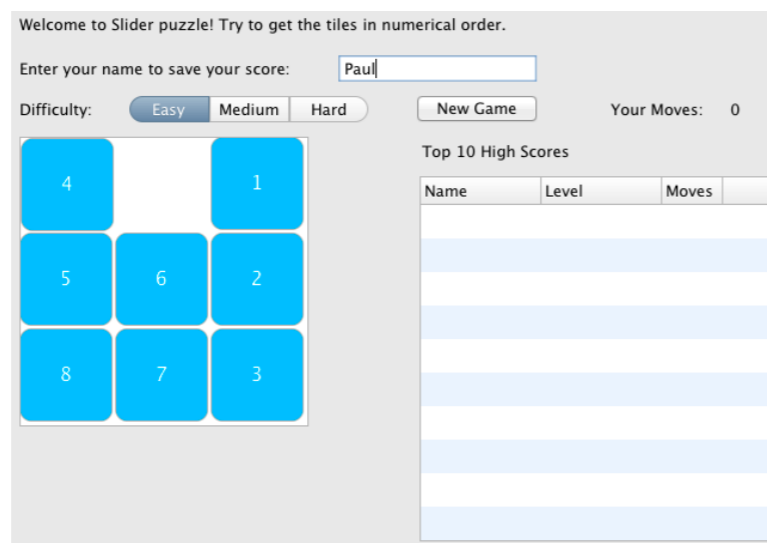 Welcome to Slider puzzle! Try to get the tiles in numerical order.
Enter your name to save your score: Paul
Difficulty: Easy Medium Hard New Game Your Moves: 0
Top 10 High Scores
Name Level Moves
4 1
5 6 2
8 7 3